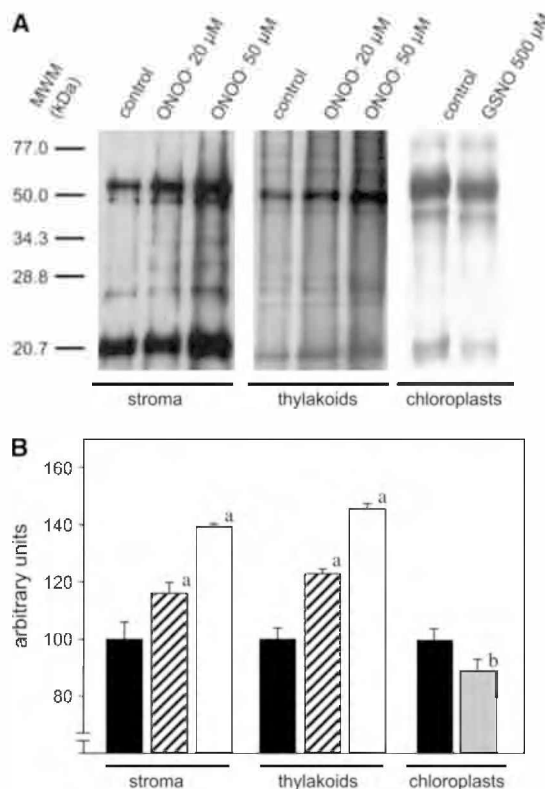 A
MWM
(kDa)
control
ONOO⁻ 20 µM
ONOO⁻ 50 µM
control
ONOO⁻ 20 µM
ONOO⁻ 50 µM
control
GSNO 500 µM
77.0
50.0
34.3
28.8
20.7
stroma
thylakoids
chloroplasts
B
arbitrary units
160
140
120
100
80
a
a
a
a
b
stroma
thylakoids
chloroplasts